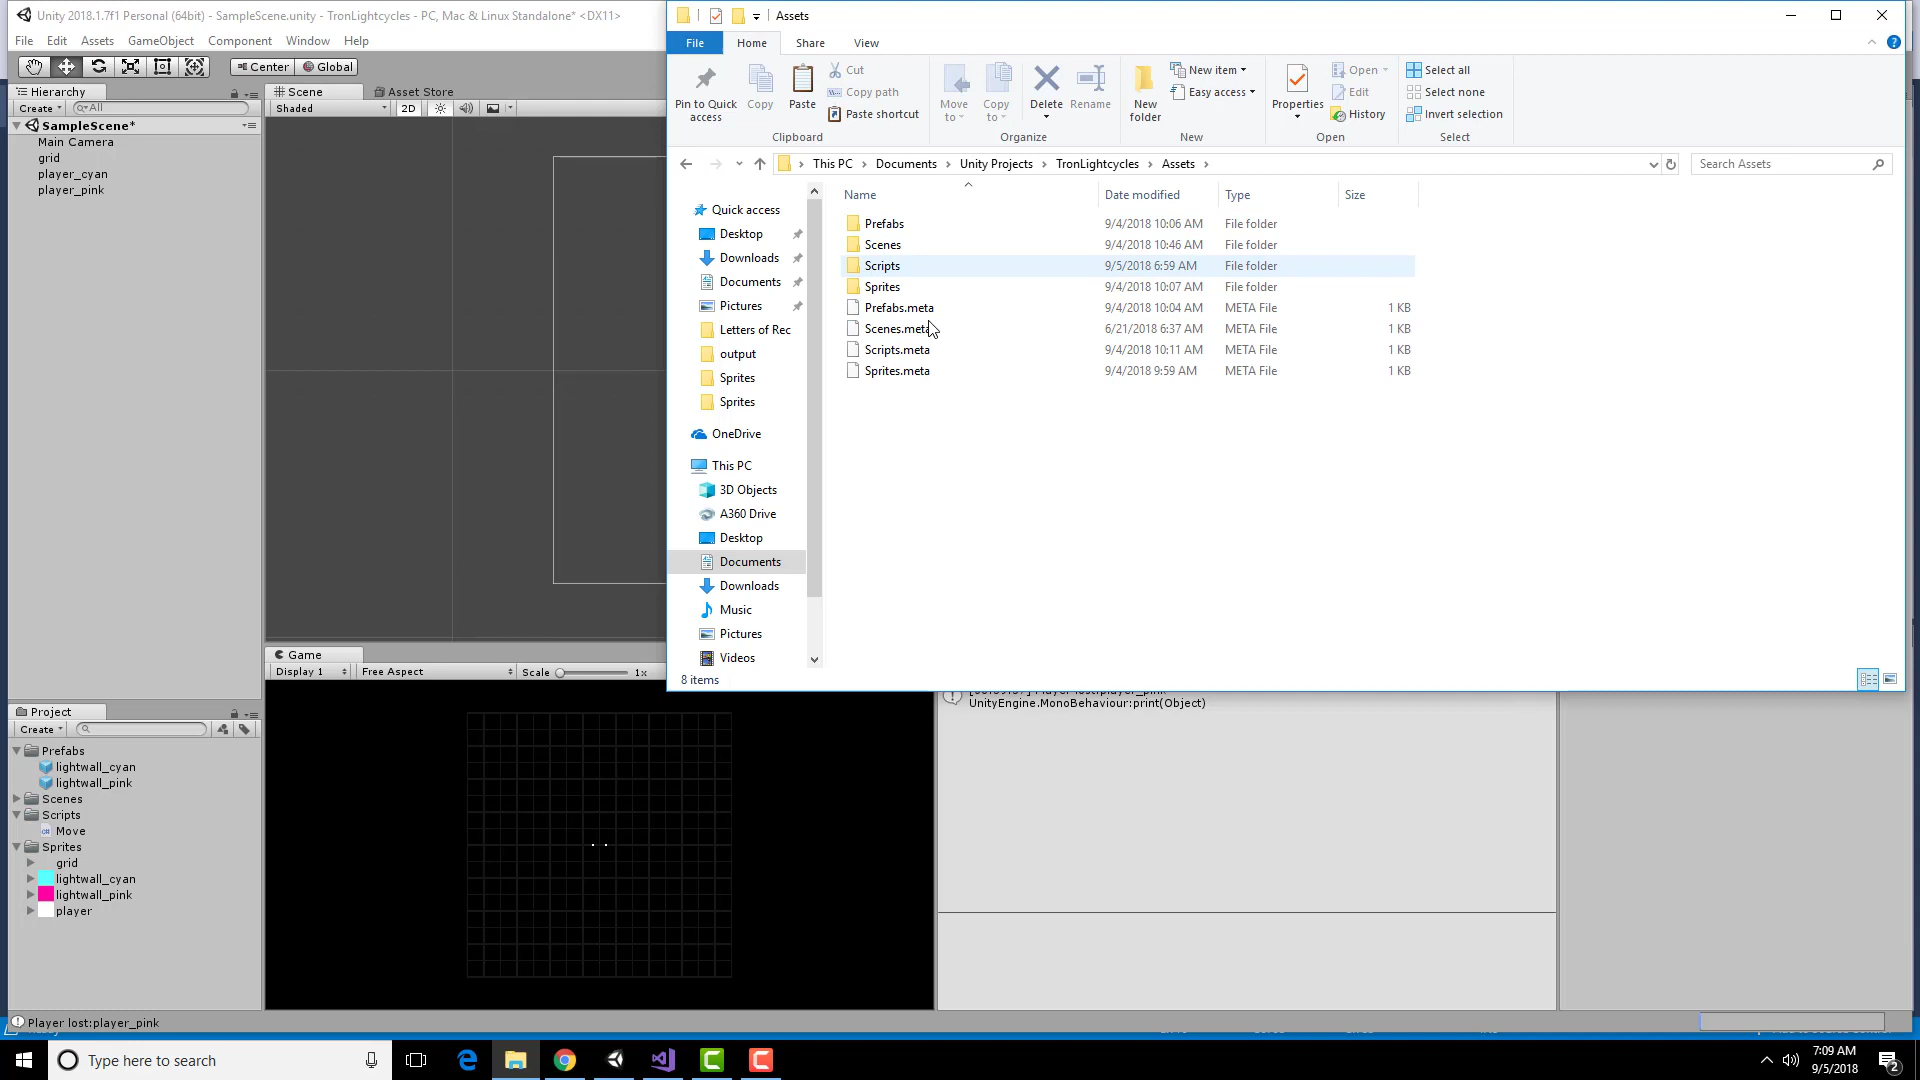 Unity 2018.1.7f1 Personal (64bit) - SampleScene.unity - TronLightcycles - PC, Mac & Linux Standalone* <DX11>
File Edit Assets GameObject Component Window Help
Center Global
Hierarchy
Create All
SampleScene*
Main Camera
grid
player_cyan
player_pink
Scene Asset Store
Shaded 2D
Game
Display 1 Free Aspect Scale 1x
Project
Create
Prefabs
lightwall_cyan
lightwall_pink
Scenes
Scripts
Move
Sprites
grid
lightwall_cyan
lightwall_pink
player
Player lost:player_pink
UnityEngine.MonoBehaviour:print(Object)
Assets
File Home Share View
Pin to Quick access
Copy
Paste
Cut
Copy path
Paste shortcut
Clipboard
Move to
Copy to
Delete
Rename
Organize
New folder
New item
Easy access
New
Properties
Open
Edit
History
Open
Select all
Select none
Invert selection
Select
This PC Documents Unity Projects TronLightcycles Assets
Search Assets
Quick access
Desktop
Downloads
Documents
Pictures
Letters of Rec
output
Sprites
Sprites
OneDrive
This PC
3D Objects
A360 Drive
Desktop
Documents
Downloads
Music
Pictures
Videos
Name Date modified Type Size
Prefabs 9/4/2018 10:06 AM File folder
Scenes 9/4/2018 10:46 AM File folder
Scripts 9/5/2018 6:59 AM File folder
Sprites 9/4/2018 10:07 AM File folder
Prefabs.meta 9/4/2018 10:04 AM META File 1 KB
Scenes.meta 6/21/2018 6:37 AM META File 1 KB
Scripts.meta 9/4/2018 10:11 AM META File 1 KB
Sprites.meta 9/4/2018 9:59 AM META File 1 KB
8 items
Type here to search
7:09 AM
9/5/2018
2